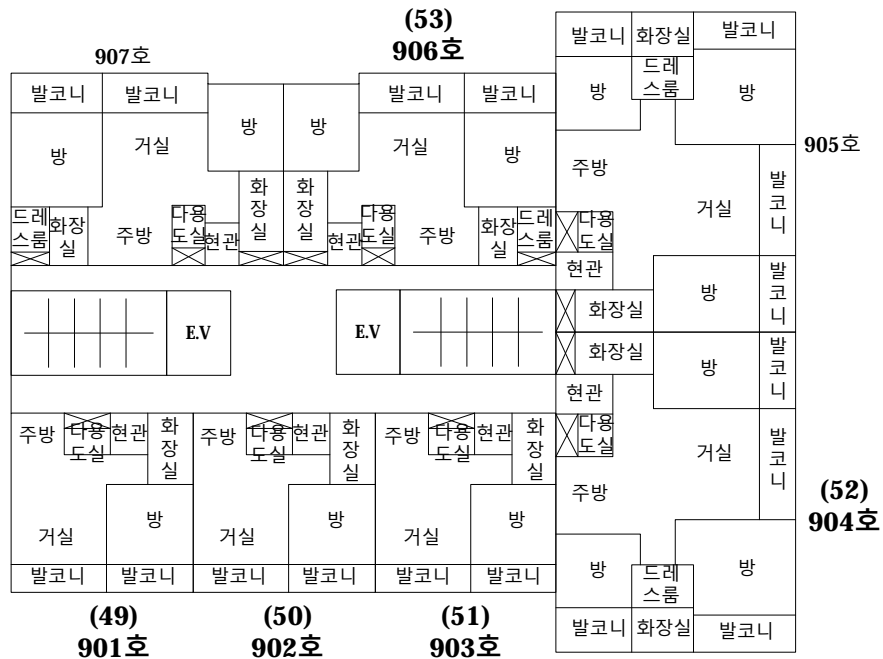 (53)
906호
907호
발코니 화장실 발코니
드레
스룸
방 방
발코니 발코니 발코니 발코니
방 방
거실 거실
방 방
905호
주방
거실
발
코
니
화
장
실
화
장
실
드레
스룸
화장
실
주방
다용
도실
현관
현관
다용
도실
주방
화장
실
드레
스룸
다용
도실
현관
방
발
코
니
화장실
E.V E.V
화장실
방
발
코
니
현관
주방
다용
도실
현관
화
장
실
주방
다용
도실
현관
화
장
실
주방
다용
도실
현관
화
장
실
다용
도실
거실
발
코
니
주방
(52)
904호
방 방 방
거실 거실 거실
방 방
드레
스룸
발코니 발코니 발코니 발코니 발코니 발코니
발코니 화장실 발코니
(49)
901호
(50)
902호
(51)
903호